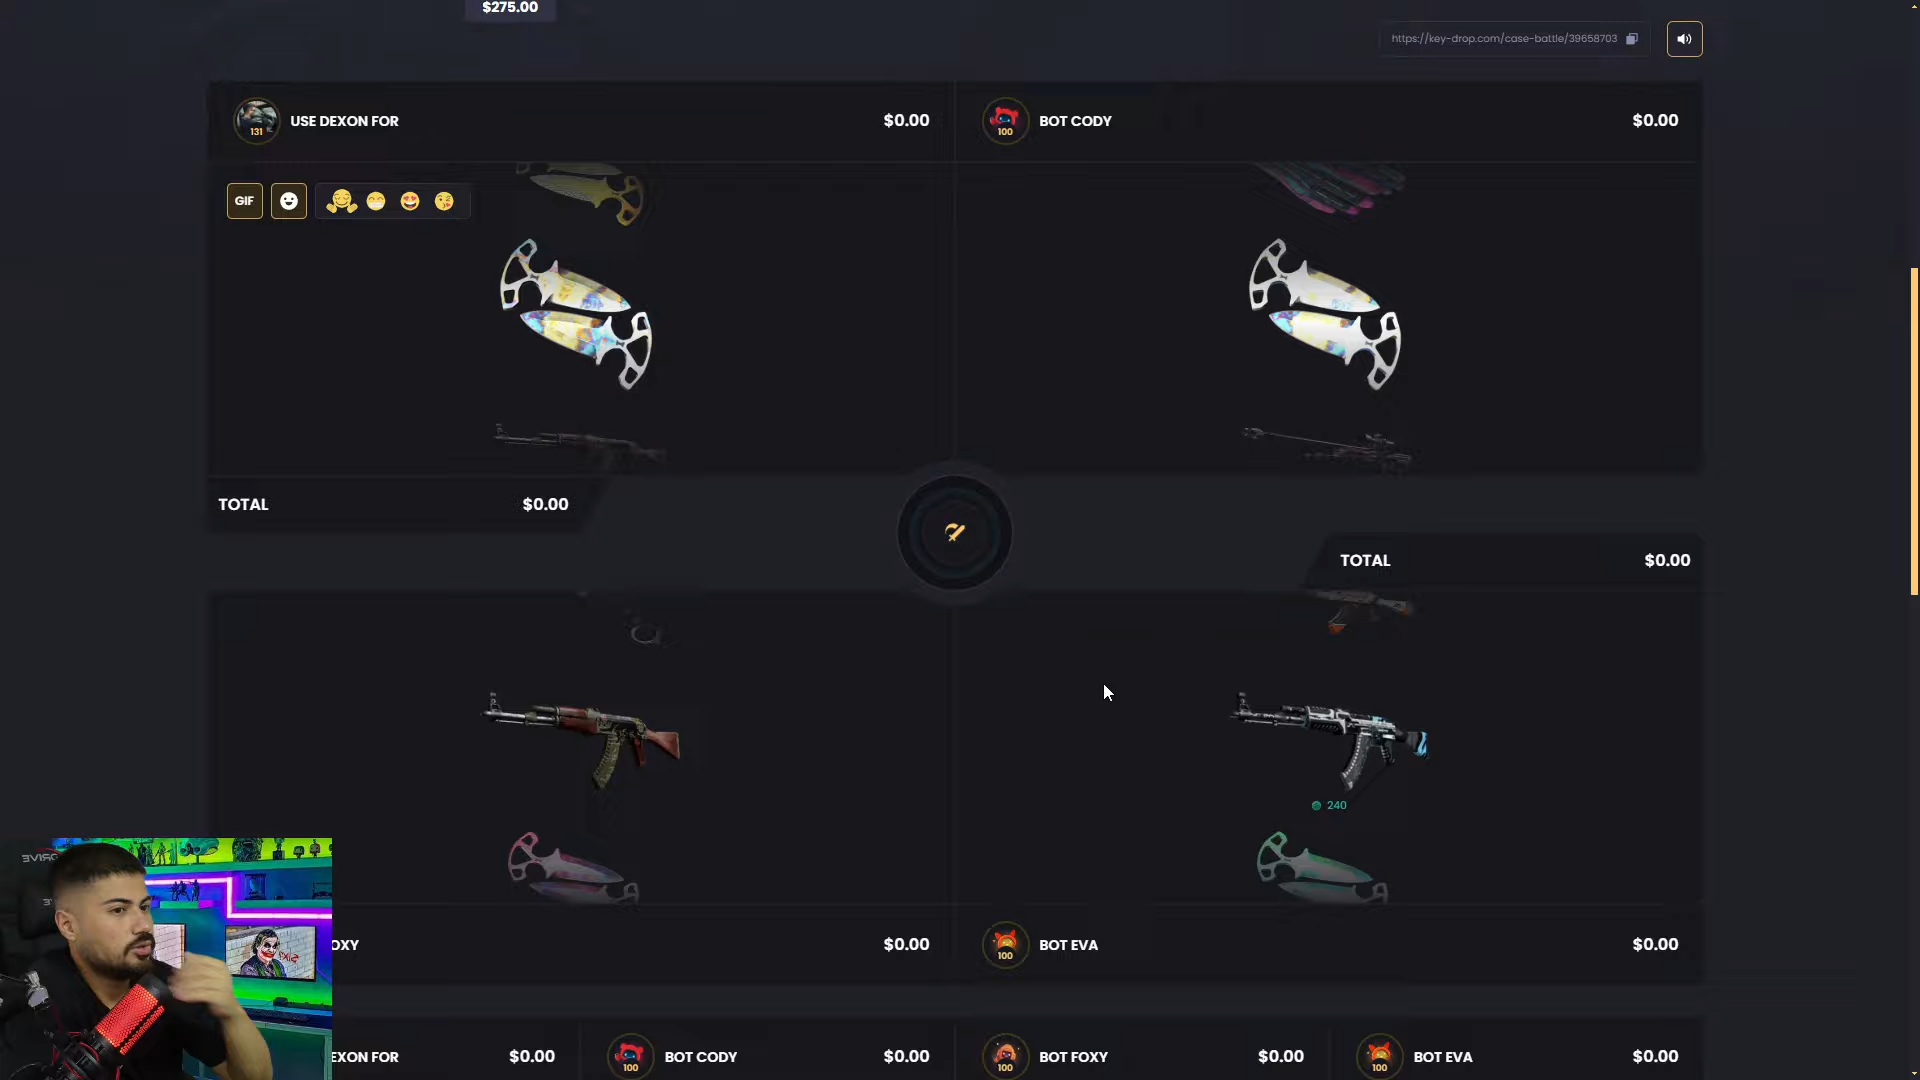 $275.00
https://key-drop.com/case-battle/39658703
131
USE DEXON FOR
$0.00
100
BOT CODY
$0.00
GIF
TOTAL
$0.00
TOTAL
$0.00
240
OXY
$0.00
100
BOT EVA
$0.00
EXON FOR
$0.00
100
BOT CODY
$0.00
100
BOT FOXY
$0.00
100
BOT EVA
$0.00